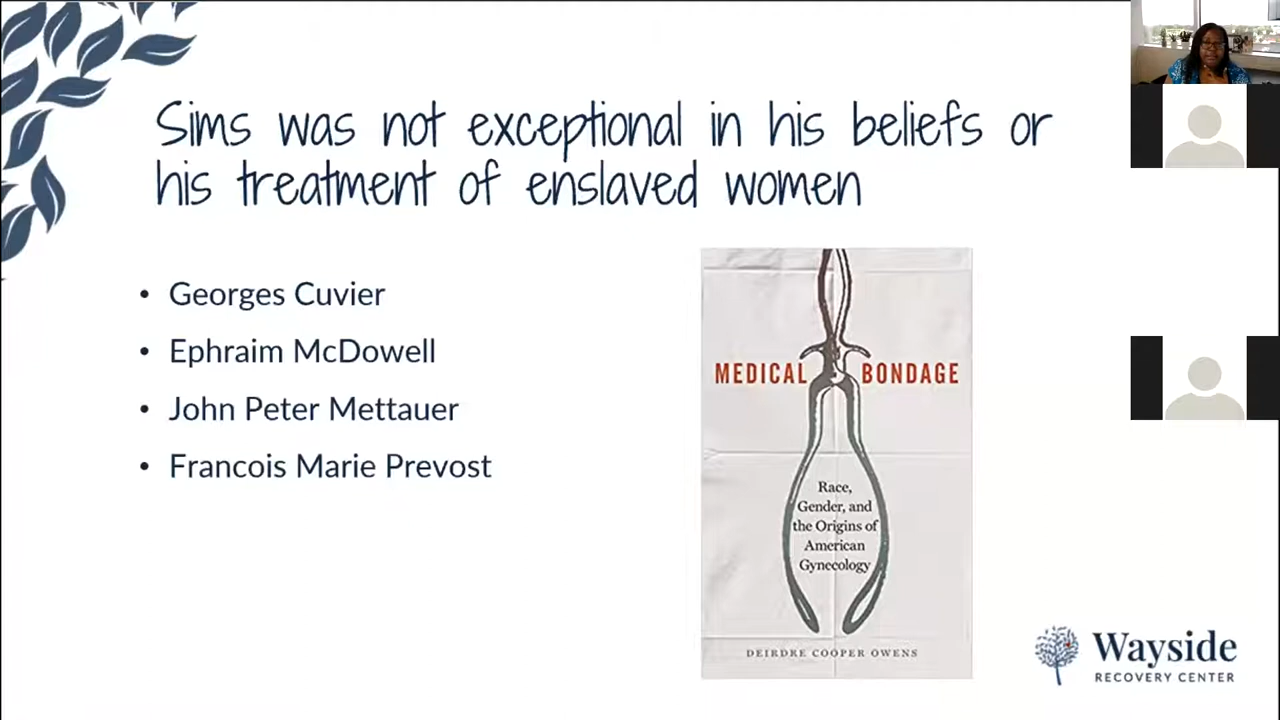 Sims was not exceptional in his beliefs or
his treatment of enslaved women
• Georges Cuvier
• Ephraim McDowell
• John Peter Mettauer
• Francois Marie Prevost
MEDICAL BONDAGE
Race,
Gender, and
the Origins of
American
Gynecology
DEIRDRE COOPER OWENS
Wayside
RECOVERY CENTER